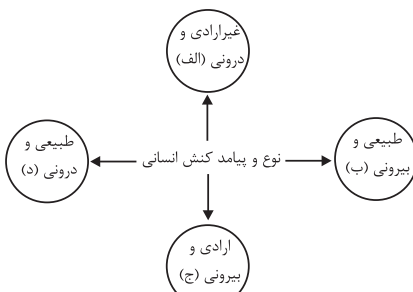 غیرارادی و
درونی (الف)
طبیعی و
بیرونی (ب)
نوع و پیامد کنش انسانی
طبیعی و
درونی (د)
ارادی و
بیرونی (ج)